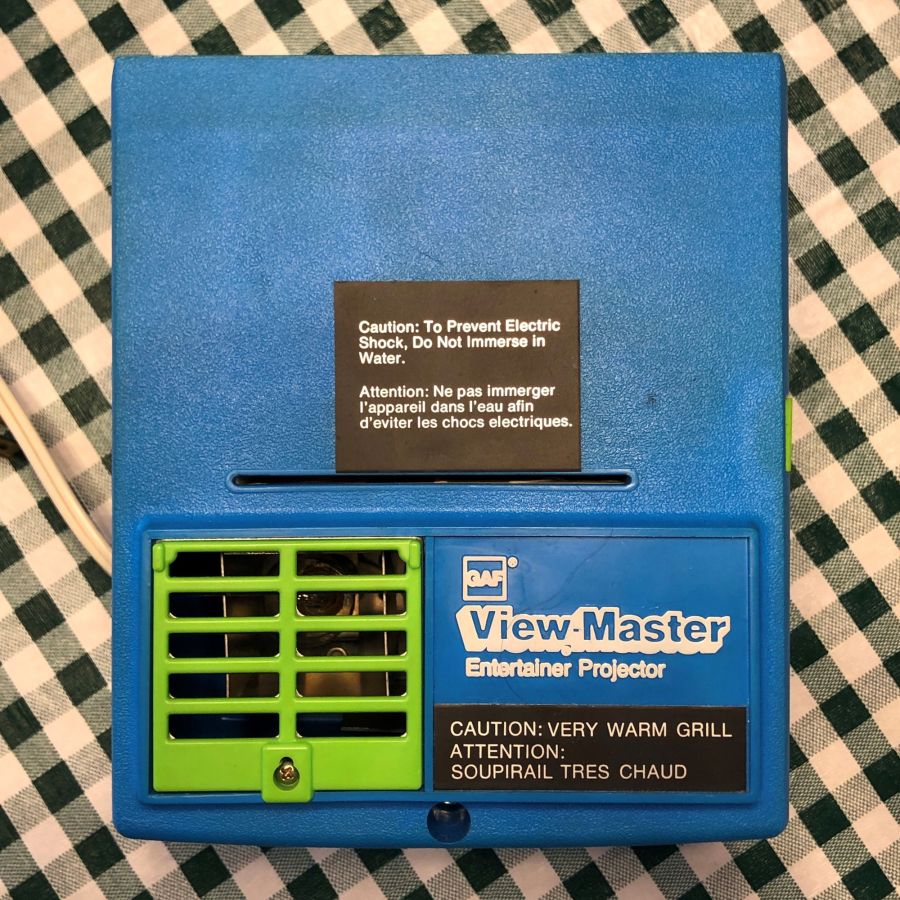 Caution: To Prevent Electric
Shock, Do Not Immerse in
Water.
Attention: Ne pas immerger
l'appareil dans l'eau afin
d'eviter les chocs electriques.
GAF®
View-Master
Entertainer Projector
CAUTION: VERY WARM GRILL
ATTENTION:
SOUPIRAIL TRES CHAUD